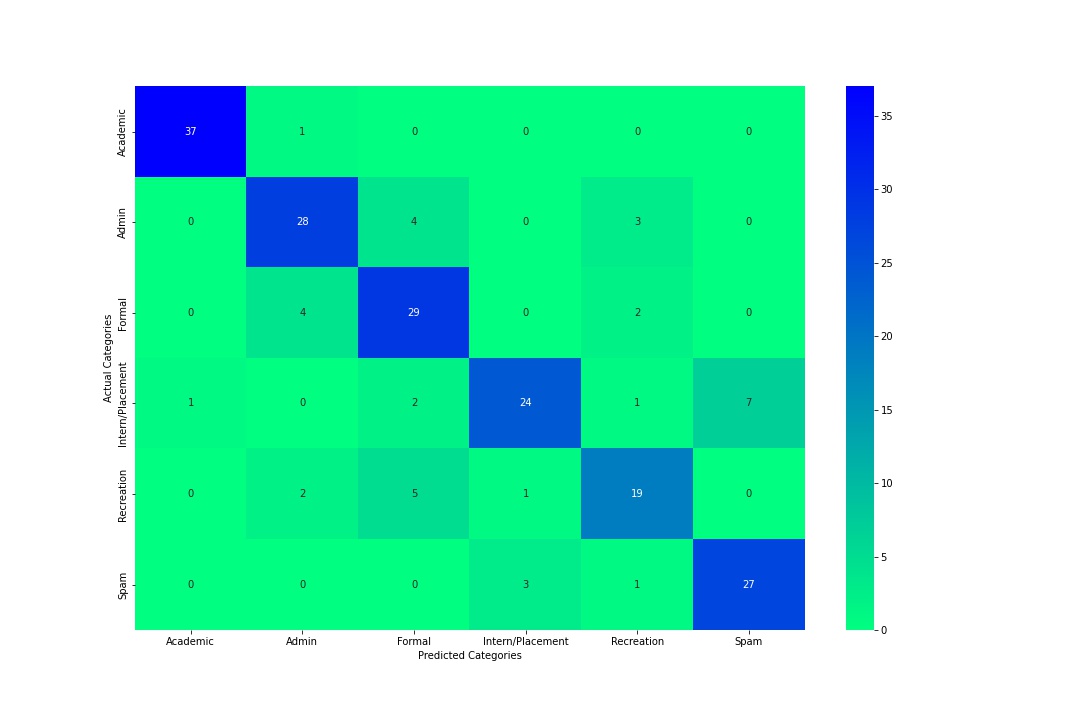 Actual Categories
Academic 37 1 0 0 0 0
Admin 0 28 4 0 3 0
Formal 0 4 29 0 2 0
Intern/Placement 1 0 2 24 1 7
Recreation 0 2 5 1 19 0
Spam 0 0 0 3 1 27
Academic Admin Formal Intern/Placement Recreation Spam
Predicted Categories
35
30
25
20
15
10
5
0